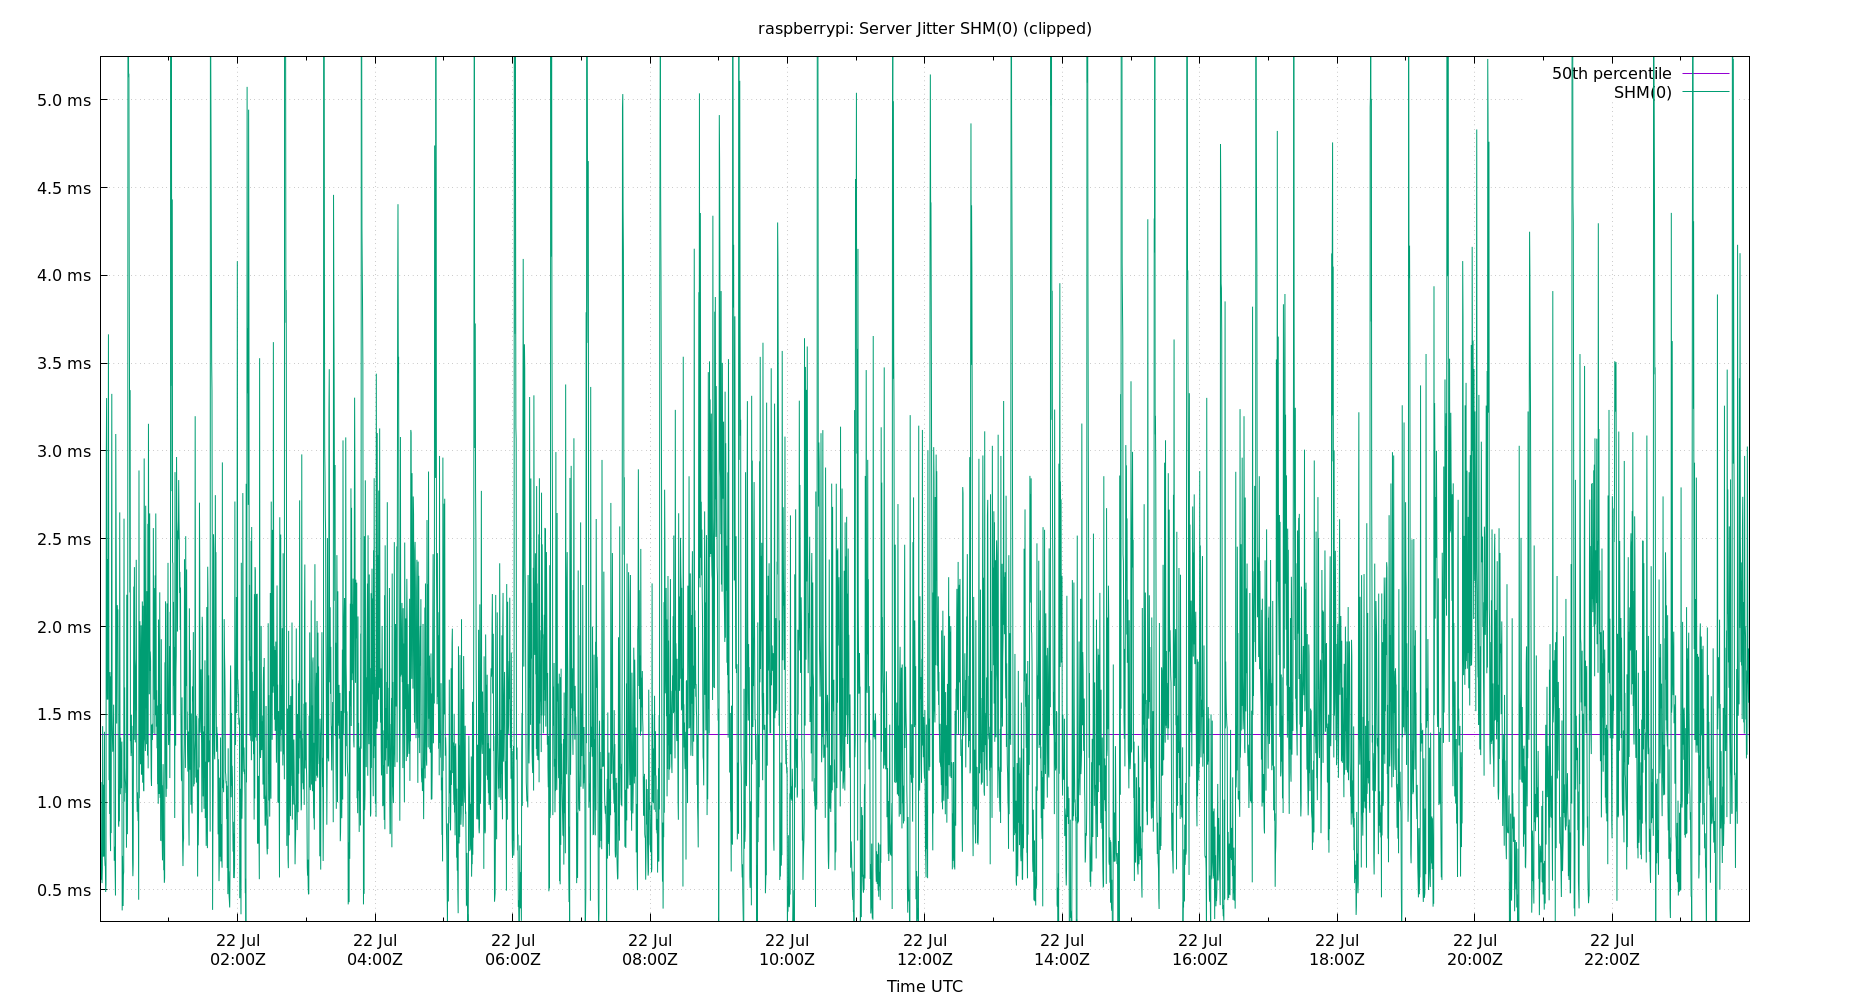 raspberrypi: Server Jitter SHM(0) (clipped)
50th percentile
SHM(0)
5.0 ms
4.5 ms
4.0 ms
3.5 ms
3.0 ms
2.5 ms
2.0 ms
1.5 ms
1.0 ms
0.5 ms
22 Jul 22 Jul 22 Jul 22 Jul 22 Jul 22 Jul 22 Jul 22 Jul 22 Jul 22 Jul 22 Jul
02:00Z 04:00Z 06:00Z 08:00Z 10:00Z 12:00Z 14:00Z 16:00Z 18:00Z 20:00Z 22:00Z
Time UTC